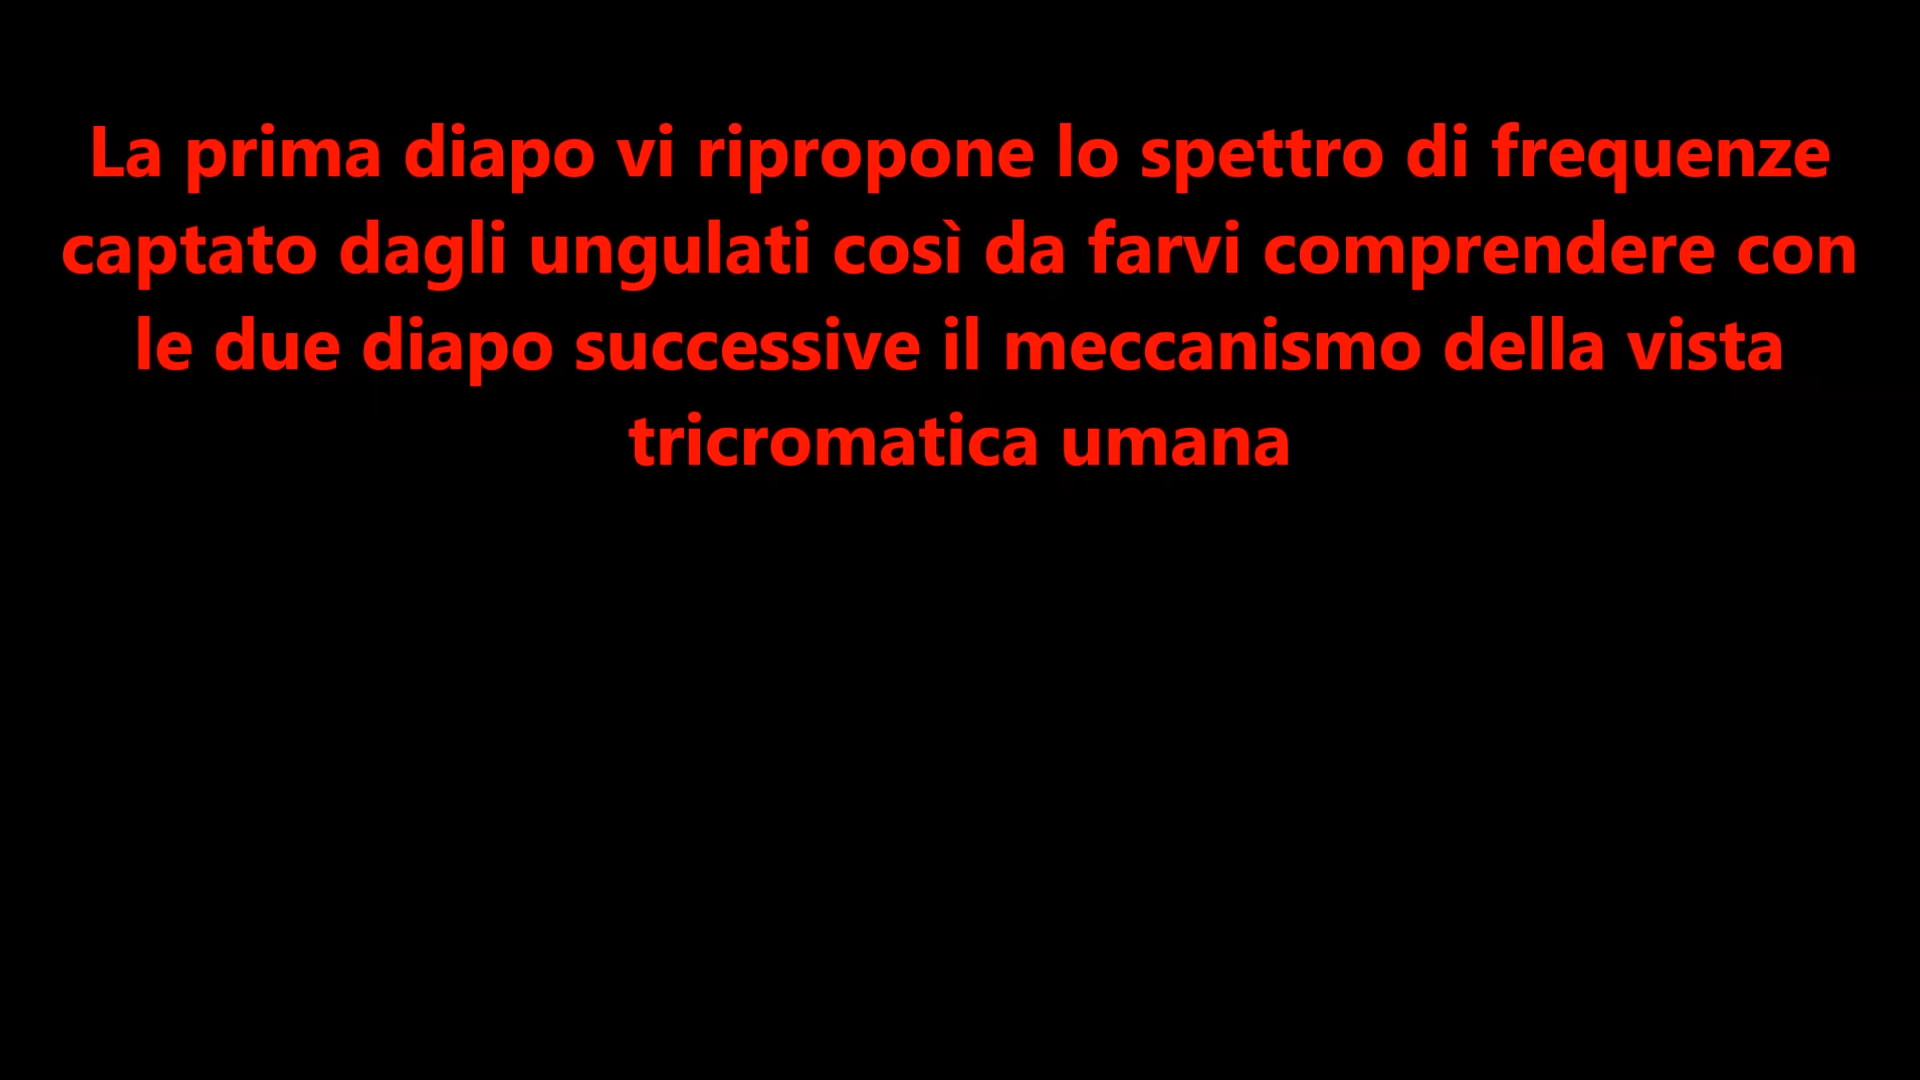 La prima diapo vi ripropone lo spettro di frequenze
captato dagli ungulati così da farvi comprendere con
le due diapo successive il meccanismo della vista
tricromatica umana